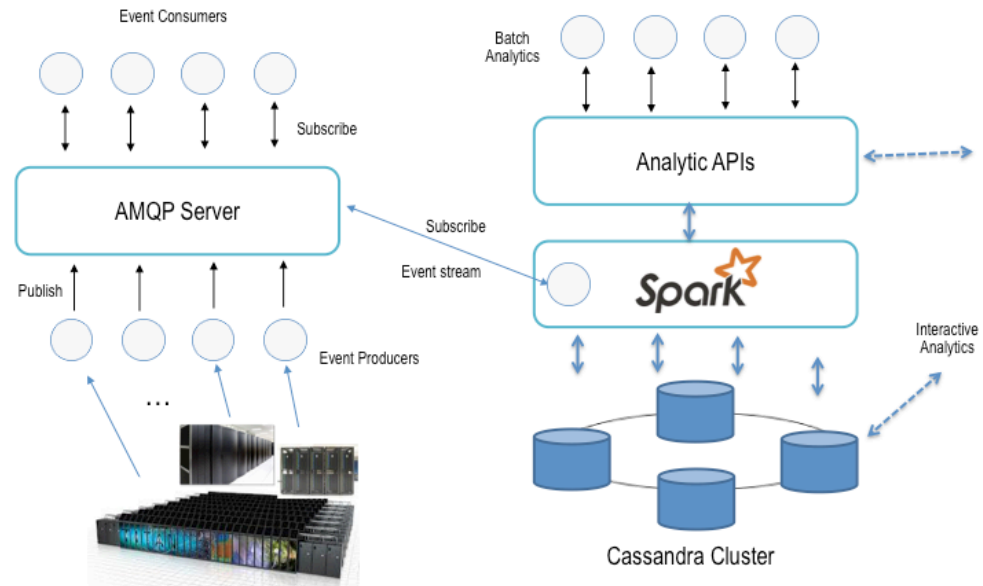 Event Consumers
Subscribe
AMQP Server
Publish
Event Producers
...
Batch
Analytics
Analytic APIs
Subscribe
Event stream
Spark
Interactive
Analytics
Cassandra Cluster